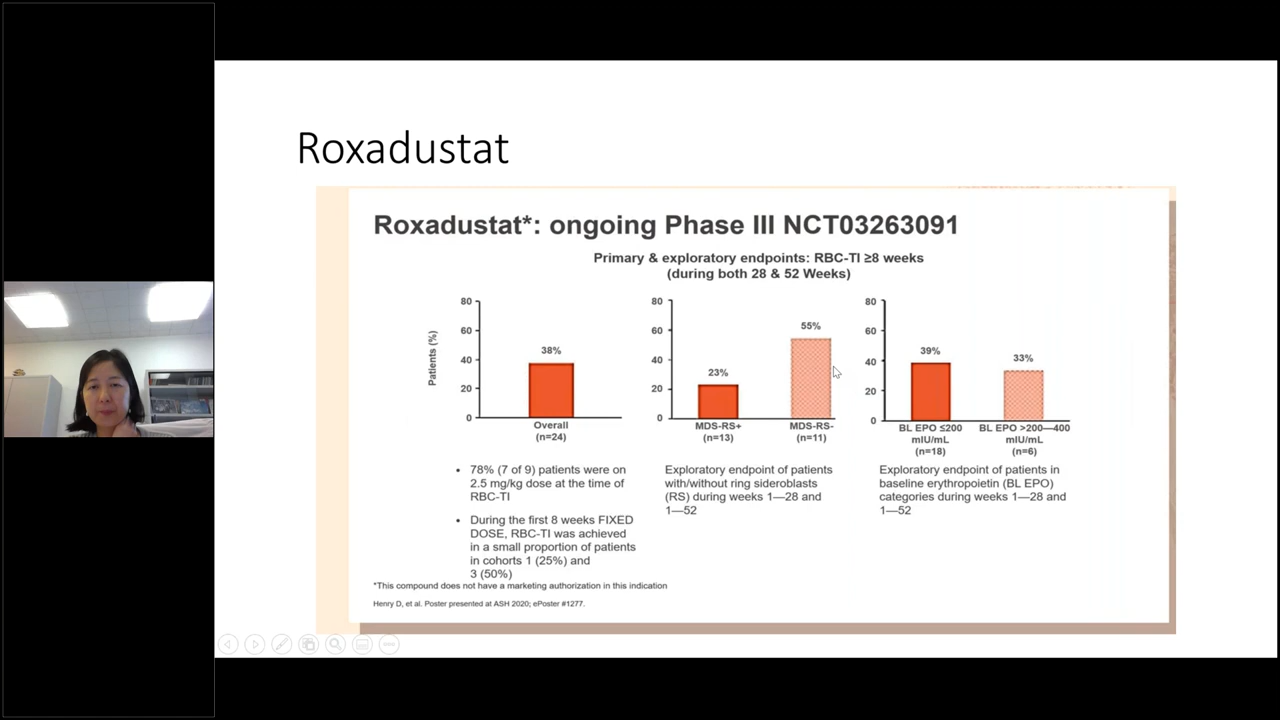 Roxadustat
Roxadustat*: ongoing Phase III NCT03263091
Primary & exploratory endpoints: RBC-TI ≥8 weeks
(during both 28 & 52 Weeks)
Patients (%)
80
60
40
20
0
38%
Overall
(n=24)
80
60
40
20
0
23%
55%
MDS-RS+
(n=13)
MDS-RS-
(n=11)
80
60
40
20
0
39%
33%
BL EPO ≤200
mIU/mL
(n=18)
BL EPO >200—400
mIU/mL
(n=6)
• 78% (7 of 9) patients were on
2.5 mg/kg dose at the time of
RBC-TI
• During the first 8 weeks FIXED
DOSE, RBC-TI was achieved
in a small proportion of patients
in cohorts 1 (25%) and
3 (50%)
Exploratory endpoint of patients
with/without ring sideroblasts
(RS) during weeks 1—28 and
1—52
Exploratory endpoint of patients in
baseline erythropoietin (BL EPO)
categories during weeks 1—28 and
1—52
*This compound does not have a marketing authorization in this indication
Henry D, et al. Poster presented at ASH 2020; ePoster #1277.